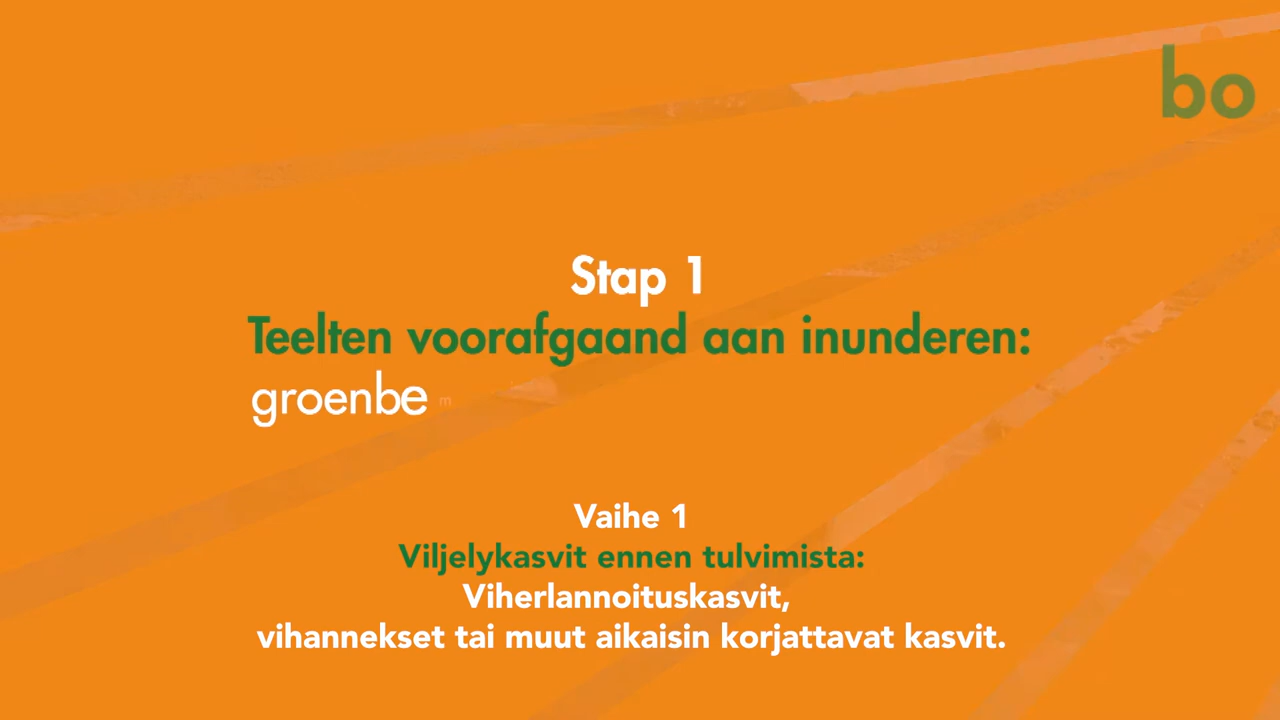 bo
Stap 1
Teelten voorafgaand aan inunderen:
groenbem
Vaihe 1
Viljelykasvit ennen tulvimista:
Viherlannoituskasvit,
vihannekset tai muut aikaisin korjattavat kasvit.